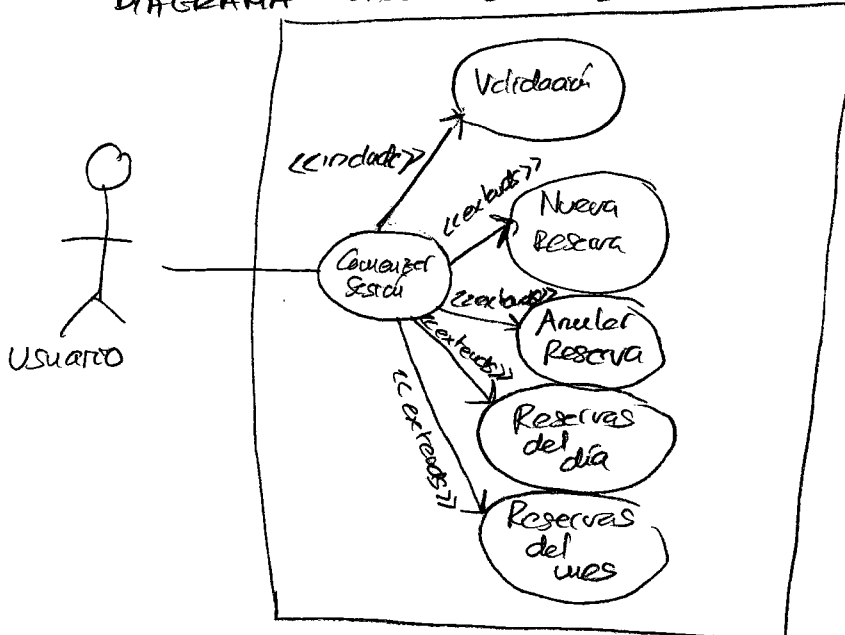 DIAGRAMA
Validación
<<include>>
<<extends>>
Nueva
Reserva
Comenzar
Sesión
<<extends>>
Anular
Reserva
<<extends>>
USUARIO
<<extends>>
Reservas
del
día
Reservas
del
mes